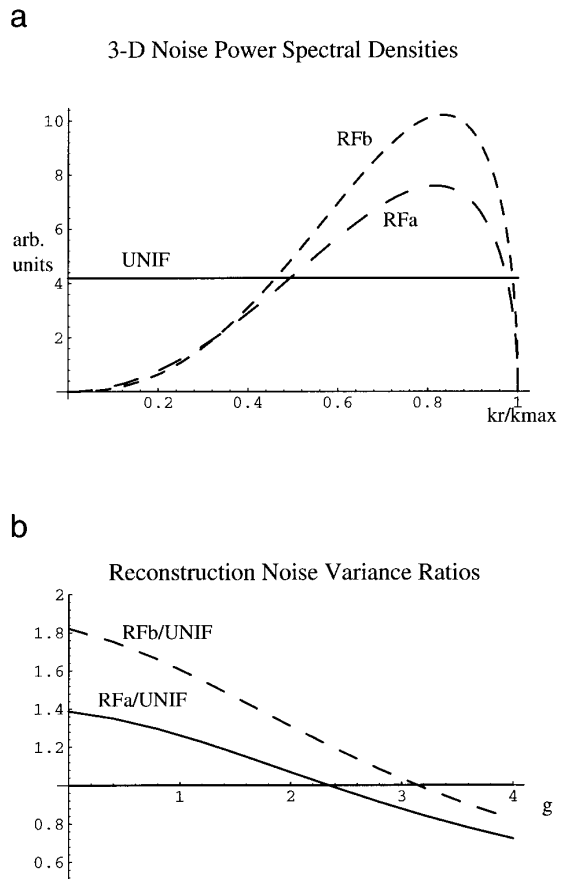 a
3-D Noise Power Spectral Densities
10
RFb
8
RFa
6
arb.
units
UNIF
4
2
0.2 0.4 0.6 0.8 1
kr/kmax
b
Reconstruction Noise Variance Ratios
2
1.8
RFb/UNIF
1.6
RFa/UNIF
1.4
1.2
1 2 3 4
g
0.8
0.6